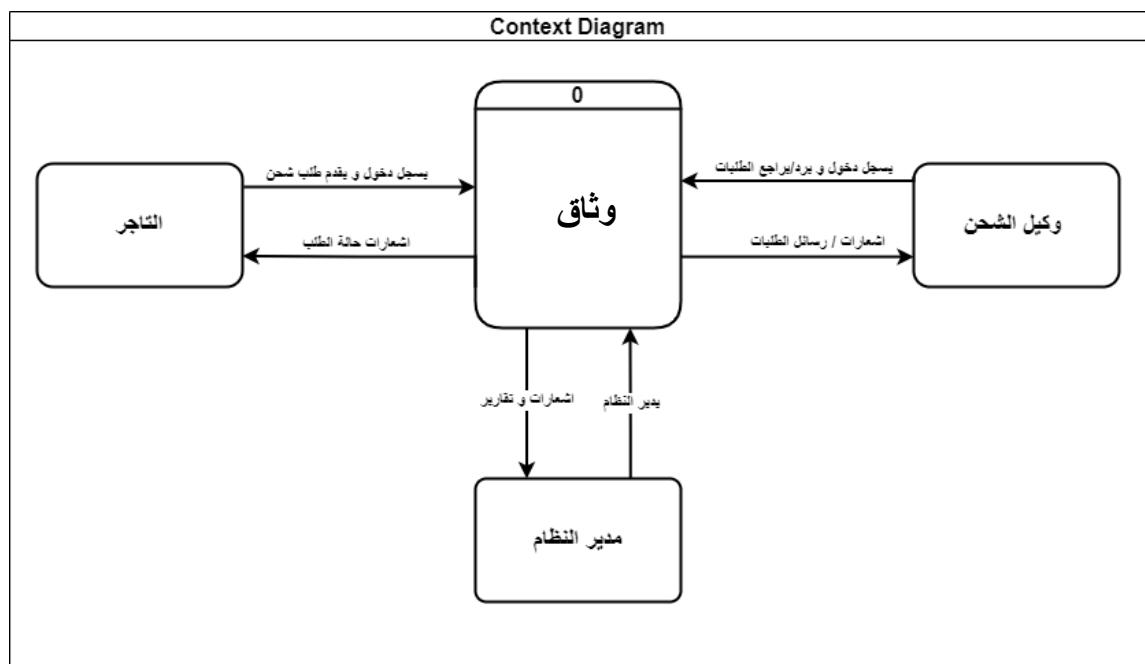 Context Diagram
0
وثاق
يسجل دخول و يقدم طلب شحن
يسجل دخول و يرد/يراجع الطلبات
التاجر
وكيل الشحن
اشعارات حالة الطلب
اشعارات / رسائل الطلبات
اشعارات و تقارير
يدير النظام
مدير النظام